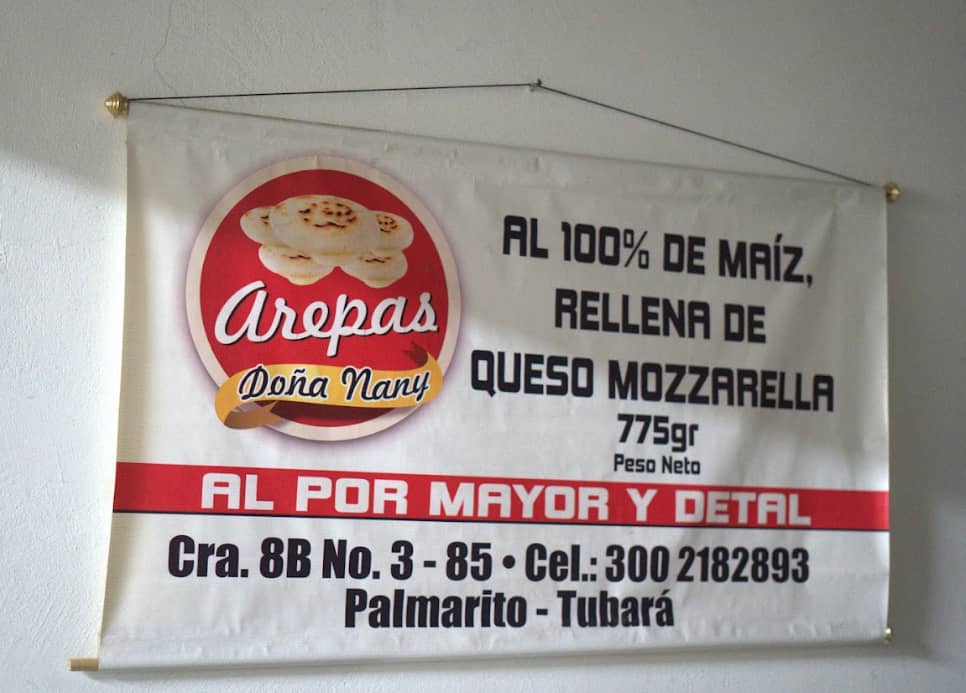 Arepas
Doña Nany
AL 100% DE MAÍZ,
RELLENA DE
QUESO MOZZARELLA
775gr
Peso Neto
AL POR MAYOR Y DETAL
Cra. 8B No. 3 - 85 • Cel.: 300 2182893
Palmarito - Tubará